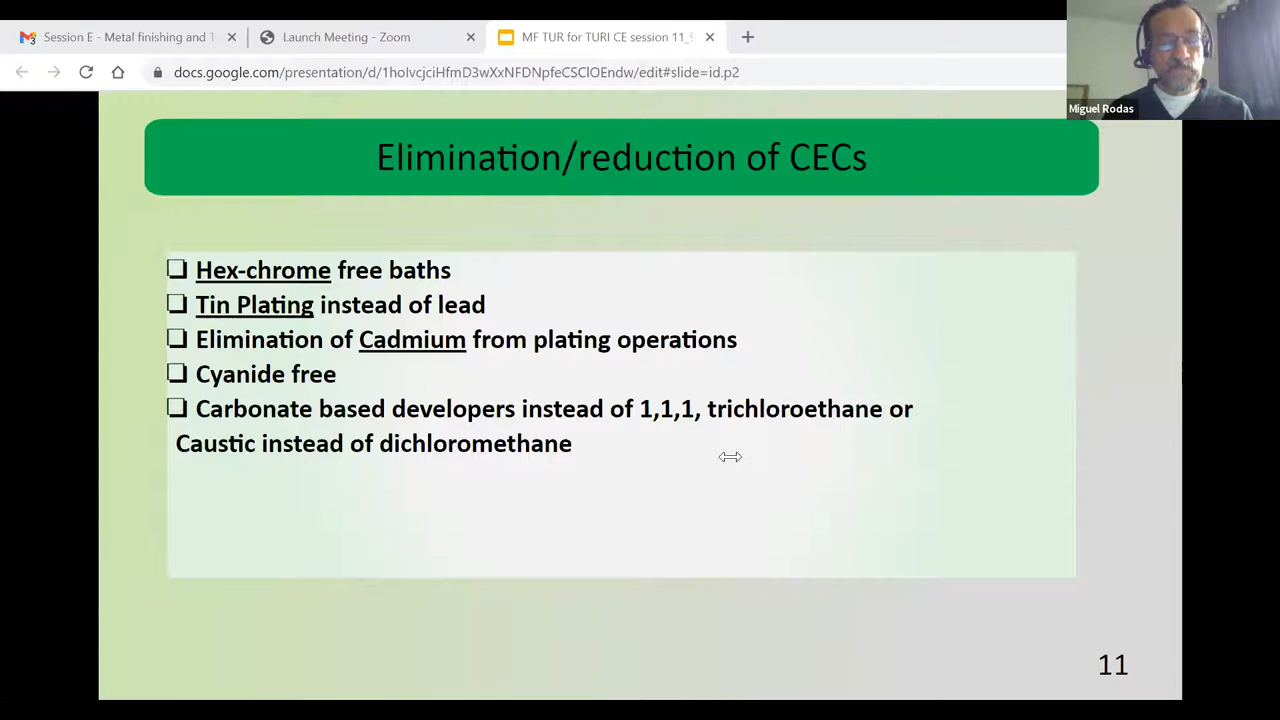 Session E - Metal finishing and T
Launch Meeting - Zoom
MF TUR for TURI CE session 11_9
docs.google.com/presentation/d/1hoIvcjciHfmD3wXxNFDNpfeCSClOEndw/edit#slide=id.p2
Miguel Rodas
Elimination/reduction of CECs
Hex-chrome free baths
Tin Plating instead of lead
Elimination of Cadmium from plating operations
Cyanide free
Carbonate based developers instead of 1,1,1, trichloroethane or
Caustic instead of dichloromethane
11